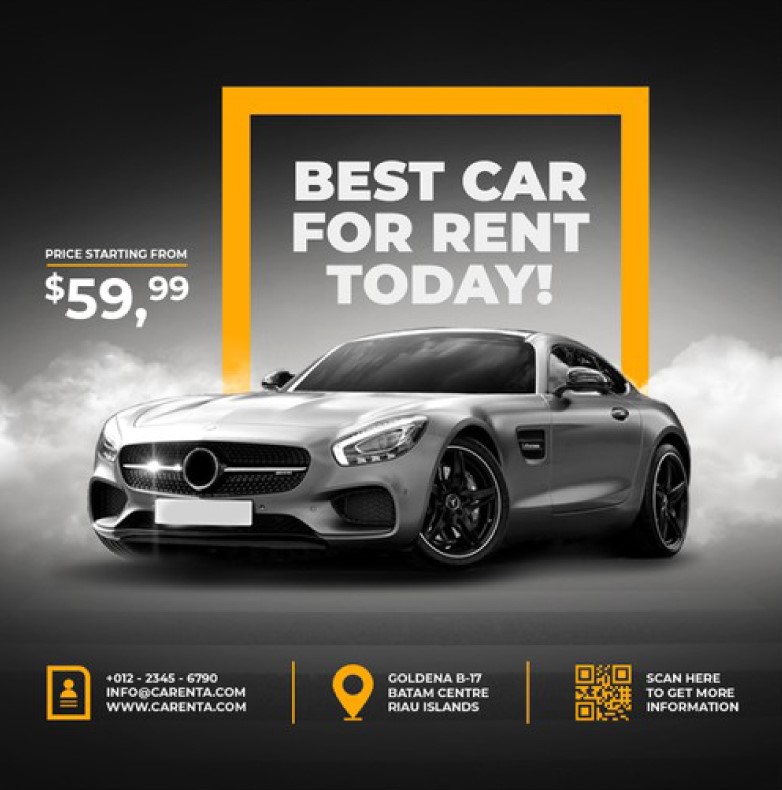 BEST CAR
FOR RENT
TODAY!
PRICE STARTING FROM
$59,99
+012 - 2345 - 6790
INFO@CARENTA.COM
WWW.CARENTA.COM
GOLDENA B-17
BATAM CENTRE
RIAU ISLANDS
SCAN HERE
TO GET MORE
INFORMATION